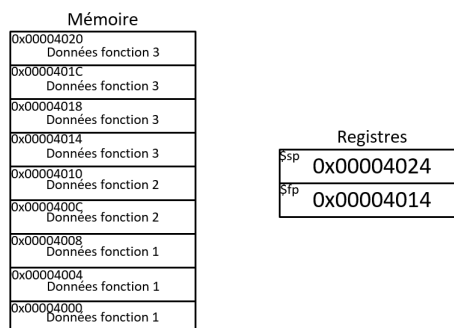 Mémoire
0x00004020
Données fonction 3
0x0000401C
Données fonction 3
0x00004018
Données fonction 3
0x00004014
Données fonction 3
0x00004010
Données fonction 2
0x0000400C
Données fonction 2
0x00004008
Données fonction 1
0x00004004
Données fonction 1
0x00004000
Données fonction 1
Registres
$sp 0x00004024
$fp 0x00004014